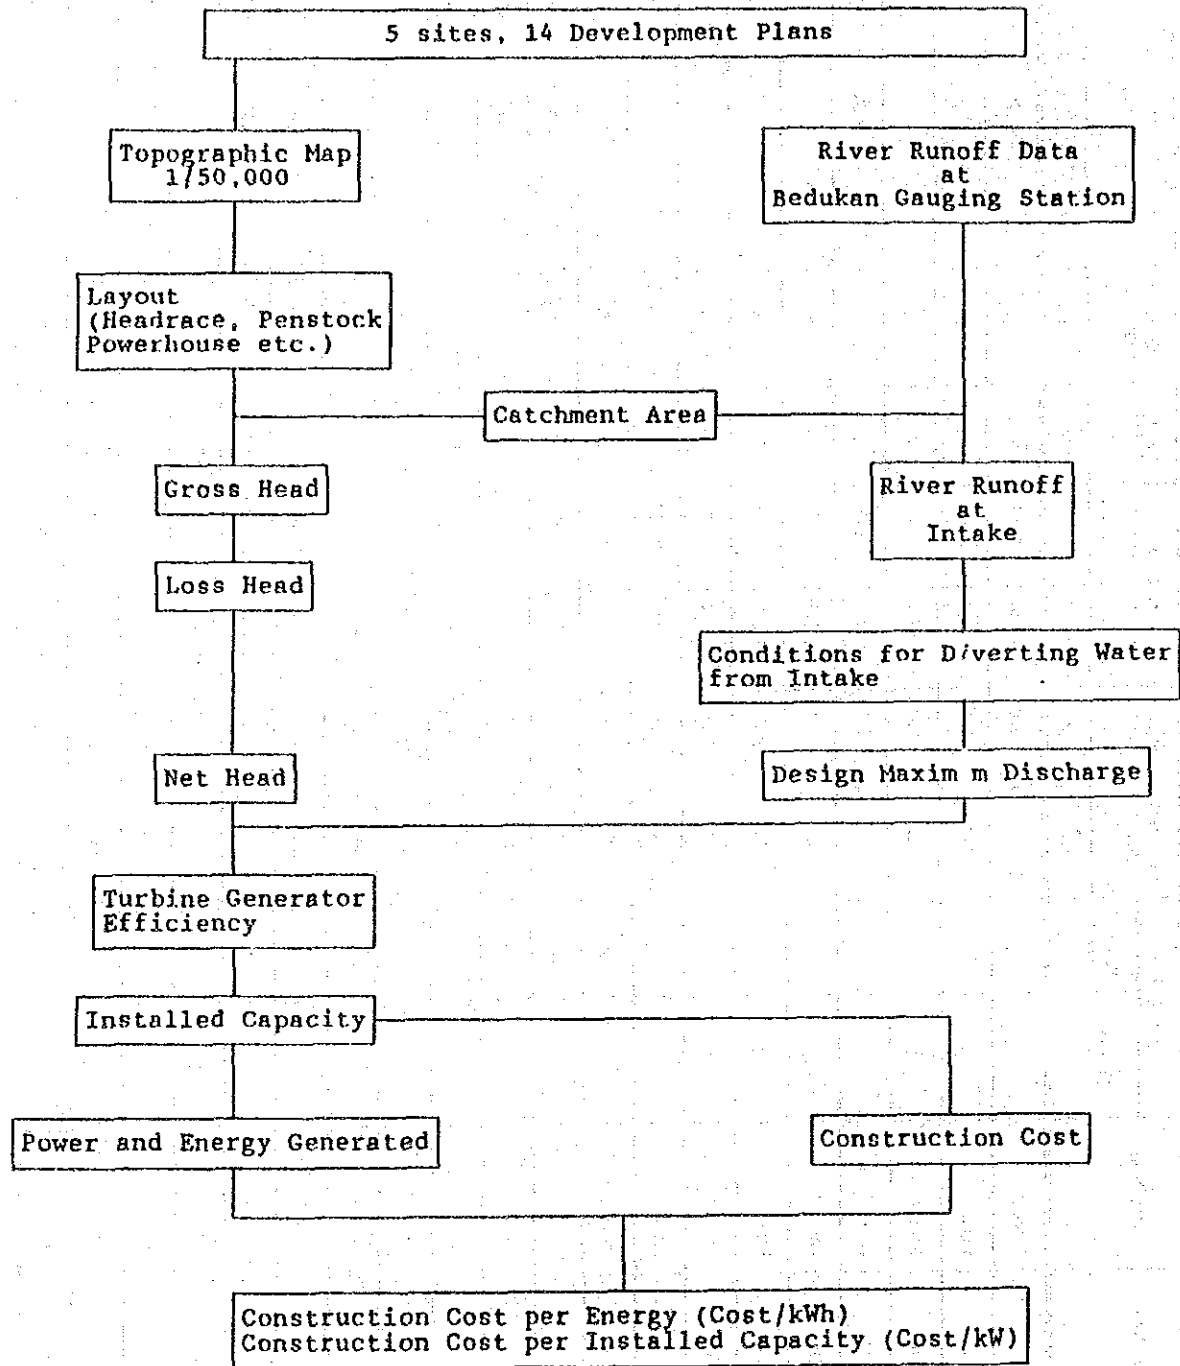 5 sites, 14 Development Plans
Topographic Map
1/50,000
River Runoff Data
at
Bedukan Gauging Station
Layout
(Headrace, Penstock
Powerhouse etc.)
Catchment Area
Gross Head
River Runoff
at
Intake
Loss Head
Conditions for Diverting Water
from Intake
Net Head
Design Maxim m Discharge
Turbine Generator
Efficiency
Installed Capacity
Power and Energy Generated
Construction Cost
Construction Cost per Energy (Cost/kWh)
Construction Cost per Installed Capacity (Cost/kW)